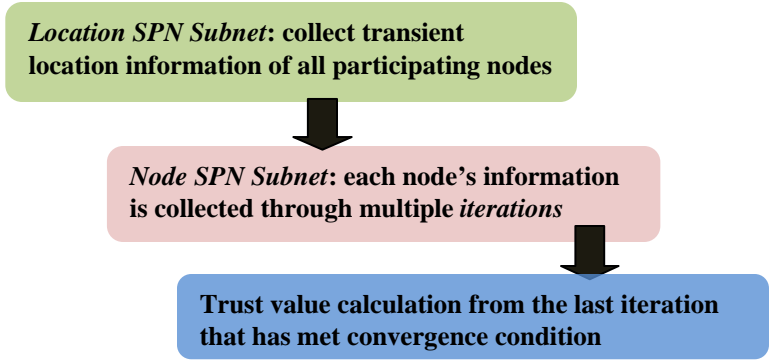 Location SPN Subnet: collect transient
location information of all participating nodes
Node SPN Subnet: each node's information
is collected through multiple iterations
Trust value calculation from the last iteration
that has met convergence condition